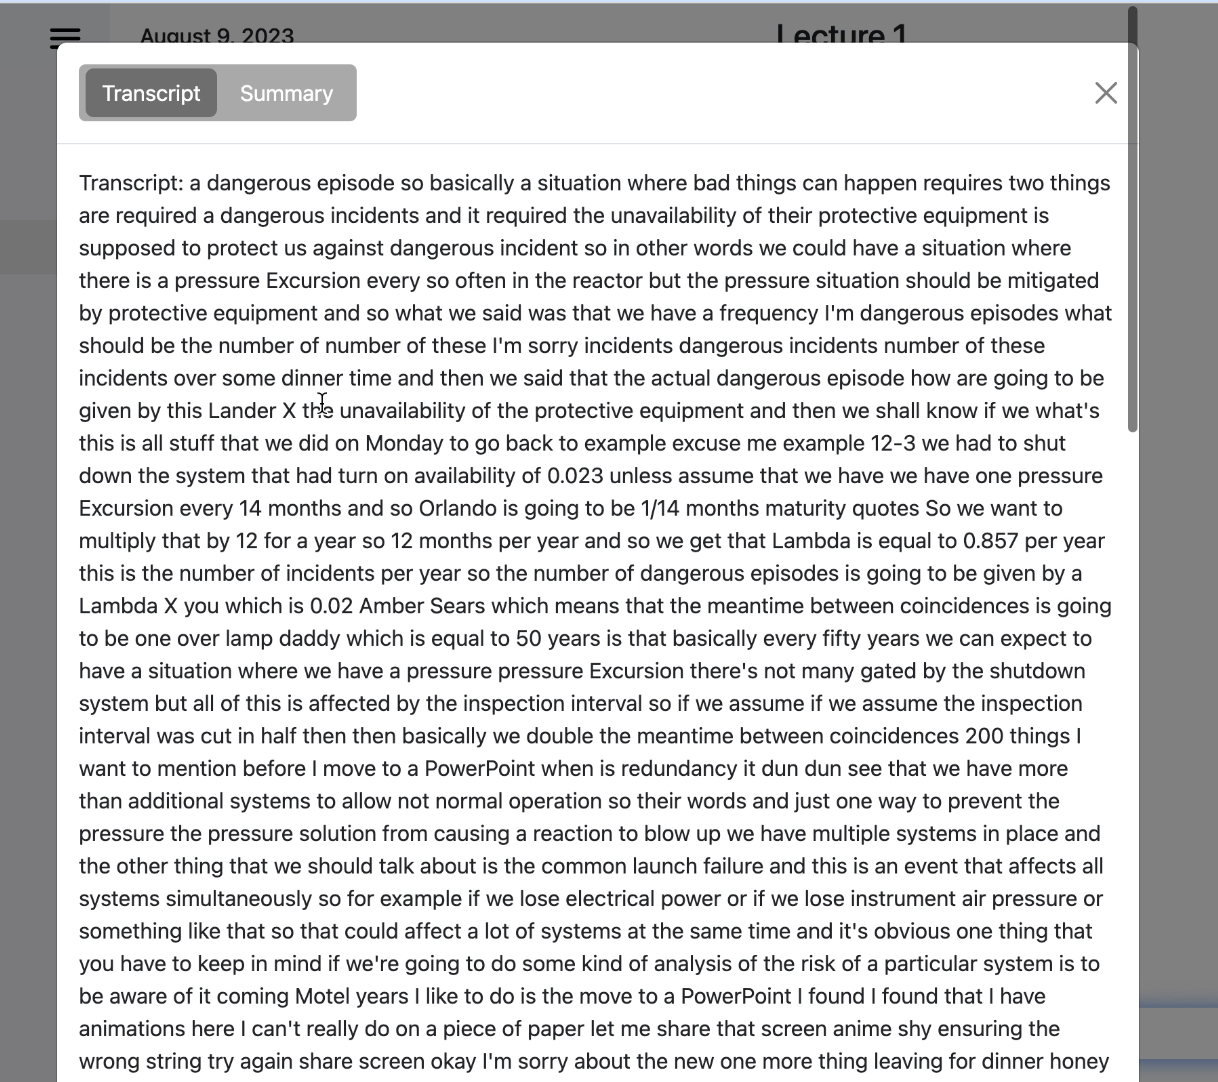 August 9, 2023
Lecture 1
Transcript
Summary
Transcript: a dangerous episode so basically a situation where bad things can happen requires two things
are required a dangerous incidents and it required the unavailability of their protective equipment is
supposed to protect us against dangerous incident so in other words we could have a situation where
there is a pressure Excursion every so often in the reactor but the pressure situation should be mitigated
by protective equipment and so what we said was that we have a frequency I'm dangerous episodes what
should be the number of number of these I'm sorry incidents dangerous incidents number of these
incidents over some dinner time and then we said that the actual dangerous episode how are going to be
given by this Lander X the unavailability of the protective equipment and then we shall know if we what's
this is all stuff that we did on Monday to go back to example excuse me example 12-3 we had to shut
down the system that had turn on availability of 0.023 unless assume that we have we have one pressure
Excursion every 14 months and so Orlando is going to be 1/14 months maturity quotes So we want to
multiply that by 12 for a year so 12 months per year and so we get that Lambda is equal to 0.857 per year
this is the number of incidents per year so the number of dangerous episodes is going to be given by a
Lambda X you which is 0.02 Amber Sears which means that the meantime between coincidences is going
to be one over lamp daddy which is equal to 50 years is that basically every fifty years we can expect to
have a situation where we have a pressure pressure Excursion there's not many gated by the shutdown
system but all of this is affected by the inspection interval so if we assume if we assume the inspection
interval was cut in half then then basically we double the meantime between coincidences 200 things I
want to mention before I move to a PowerPoint when is redundancy it dun dun see that we have more
than additional systems to allow not normal operation so their words and just one way to prevent the
pressure the pressure solution from causing a reaction to blow up we have multiple systems in place and
the other thing that we should talk about is the common launch failure and this is an event that affects all
systems simultaneously so for example if we lose electrical power or if we lose instrument air pressure or
something like that so that could affect a lot of systems at the same time and it's obvious one thing that
you have to keep in mind if we're going to do some kind of analysis of the risk of a particular system is to
be aware of it coming Motel years I like to do is the move to a PowerPoint I found I found that I have
animations here I can't really do on a piece of paper let me share that screen anime shy ensuring the
wrong string try again share screen okay I'm sorry about the new one more thing leaving for dinner honey